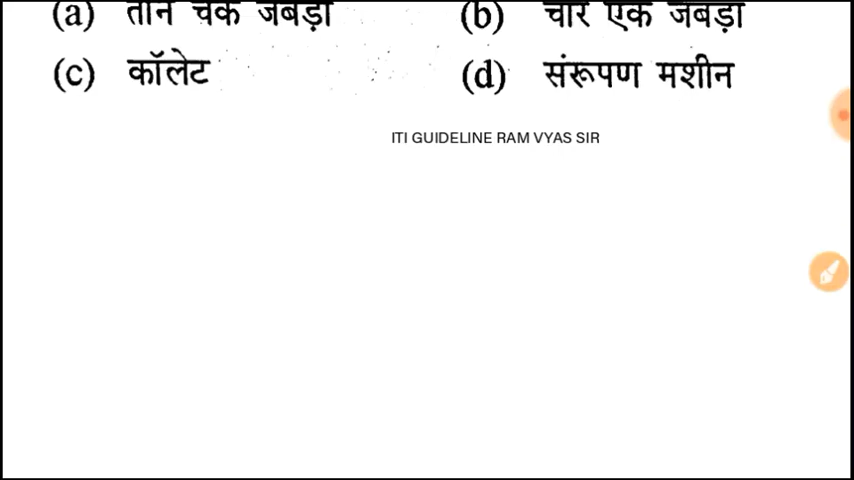 (a) तीन चक जबड़ा (b) चार एक जबड़ा
(c) कॉलेट (d) संरूपण मशीन
ITI GUIDELINE RAM VYAS SIR